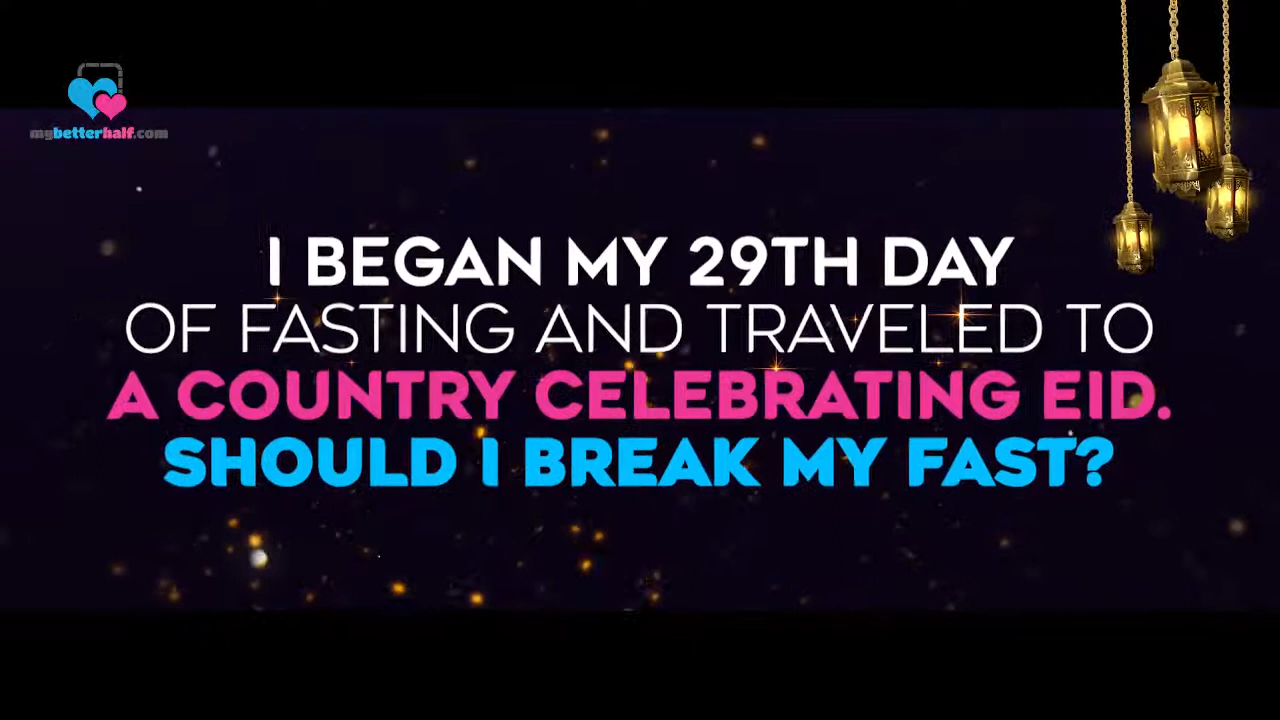 mybetterhalf.com
I BEGAN MY 29TH DAY
OF FASTING AND TRAVELED TO
A COUNTRY CELEBRATING EID.
SHOULD I BREAK MY FAST?